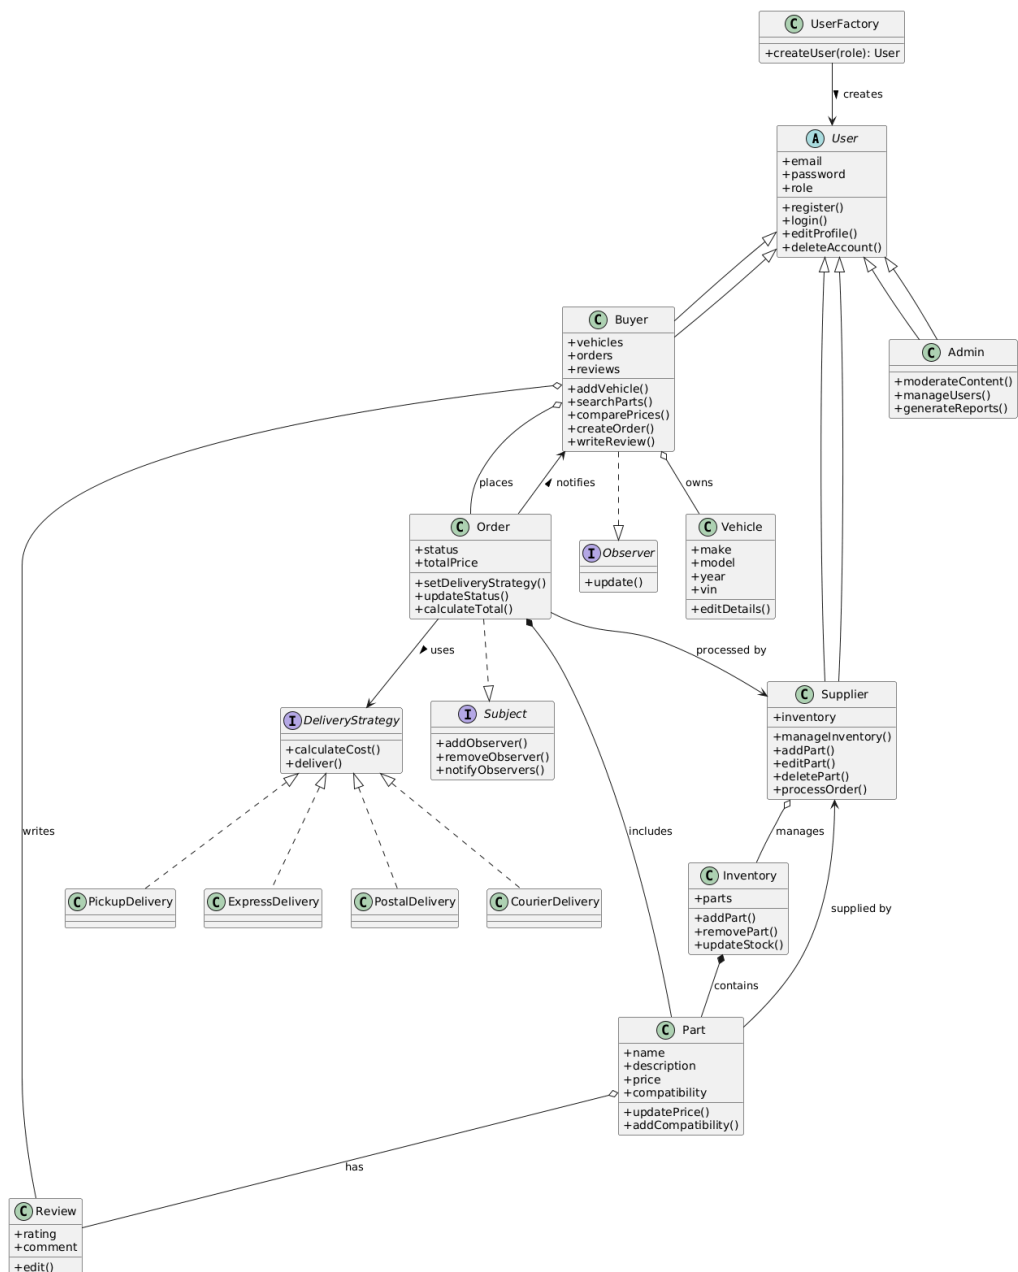 C UserFactory
+createUser(role): User
creates
A User
+email
+password
+role
+register()
+login()
+editProfile()
+deleteAccount()
C Buyer
+vehicles
+orders
+reviews
+addVehicle()
+searchParts()
+comparePrices()
+createOrder()
+writeReview()
C Admin
+moderateContent()
+manageUsers()
+generateReports()
places
notifies
owns
C Order
+status
+totalPrice
+setDeliveryStrategy()
+updateStatus()
+calculateTotal()
I Observer
+update()
C Vehicle
+make
+model
+year
+vin
+editDetails()
uses
processed by
I DeliveryStrategy
+calculateCost()
+deliver()
I Subject
+addObserver()
+removeObserver()
+notifyObservers()
C Supplier
+inventory
+manageInventory()
+addPart()
+editPart()
+deletePart()
+processOrder()
writes
includes
manages
C PickupDelivery
C ExpressDelivery
C PostalDelivery
C CourierDelivery
C Inventory
+parts
+addPart()
+removePart()
+updateStock()
supplied by
contains
C Part
+name
+description
+price
+compatibility
+updatePrice()
+addCompatibility()
has
C Review
+rating
+comment
+edit()